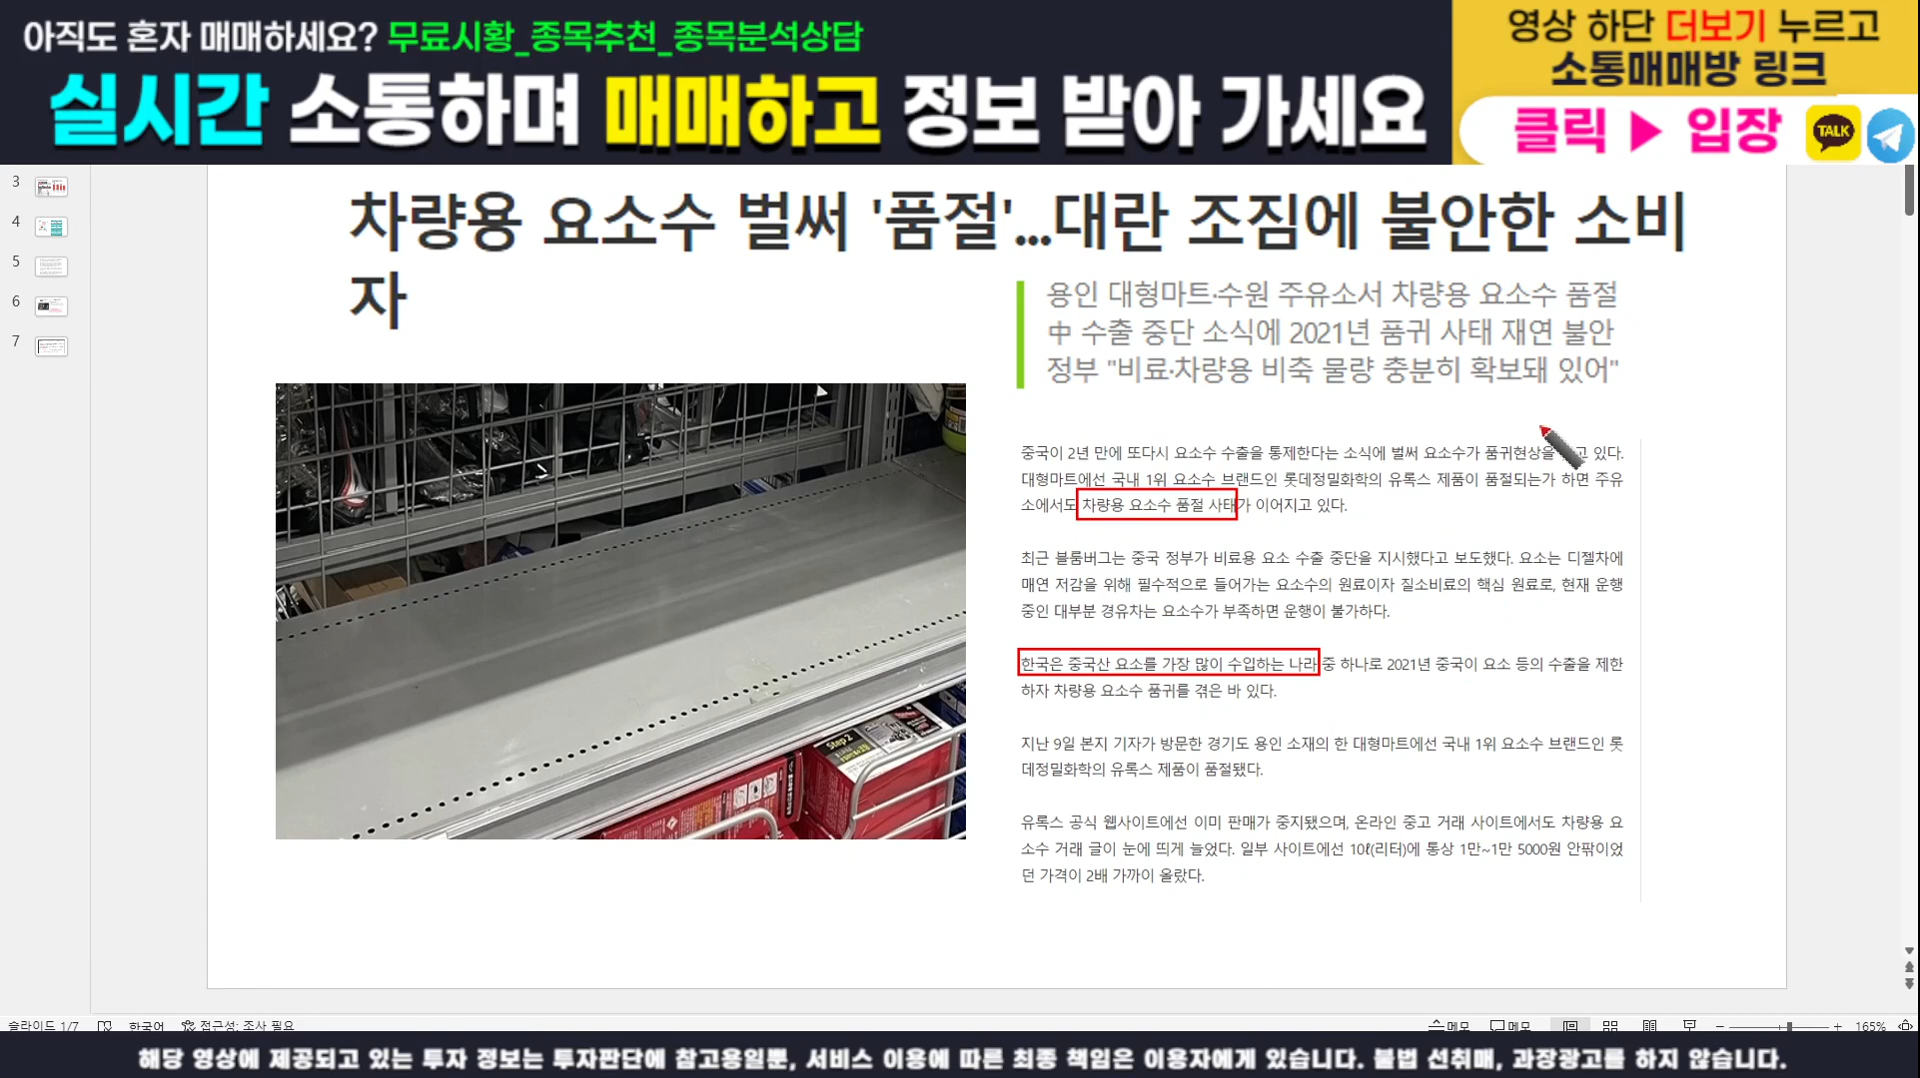 아직도 혼자 매매하세요? 무료시황_종목추천_종목분석상담
실시간 소통하며 매매하고 정보 받아 가세요
영상 하단 더보기 누르고
소통매매방 링크
클릭 ▶ 입장
TALK
3
4
5
6
7
차량용 요소수 벌써 '품절'...대란 조짐에 불안한 소비
자
용인 대형마트·수원 주유소서 차량용 요소수 품절
中 수출 중단 소식에 2021년 품귀 사태 재연 불안
정부 "비료·차량용 비축 물량 충분히 확보돼 있어"
중국이 2년 만에 또다시 요소수 수출을 통제한다는 소식에 벌써 요소수가 품귀현상을 고 있다.
대형마트에선 국내 1위 요소수 브랜드인 롯데정밀화학의 유록스 제품이 품절되는가 하면 주유
소에서도 차량용 요소수 품절 사태가 이어지고 있다.
최근 블룸버그는 중국 정부가 비료용 요소 수출 중단을 지시했다고 보도했다. 요소는 디젤차에
매연 저감을 위해 필수적으로 들어가는 요소수의 원료이자 질소비료의 핵심 원료로, 현재 운행
중인 대부분 경유차는 요소수가 부족하면 운행이 불가하다.
한국은 중국산 요소를 가장 많이 수입하는 나라 중 하나로 2021년 중국이 요소 등의 수출을 제한
하자 차량용 요소수 품귀를 겪은 바 있다.
지난 9일 본지 기자가 방문한 경기도 용인 소재의 한 대형마트에선 국내 1위 요소수 브랜드인 롯
데정밀화학의 유록스 제품이 품절됐다.
유록스 공식 웹사이트에선 이미 판매가 중지됐으며, 온라인 중고 거래 사이트에서도 차량용 요
소수 거래 글이 눈에 띄게 늘었다. 일부 사이트에선 10ℓ(리터)에 통상 1만~1만 5000원 안팎이었
던 가격이 2배 가까이 올랐다.
Step 2
슬라이드 1/7 한국어 접근성: 조사 필요
메모 메모 165%
해당 영상에 제공되고 있는 투자 정보는 투자판단에 참고용일뿐, 서비스 이용에 따른 최종 책임은 이용자에게 있습니다. 불법 선취매, 과장광고를 하지 않습니다.